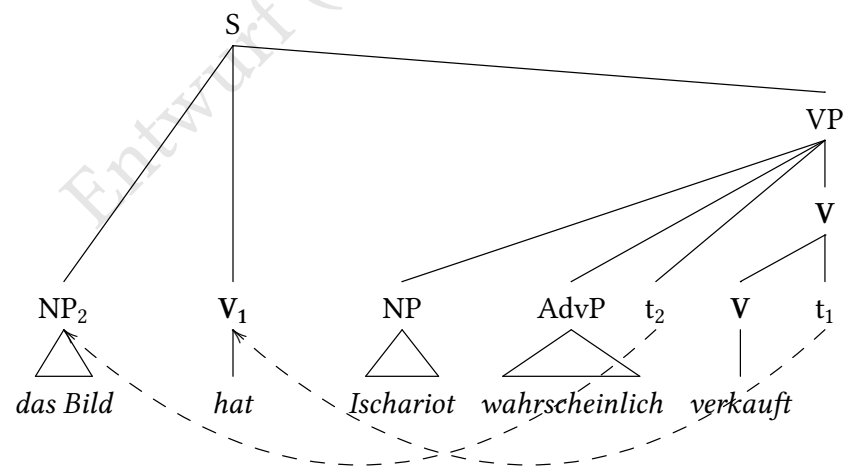 Entwurf (
S
VP
V
NP₂ V₁ NP AdvP t₂ V t₁
das Bild hat Ischariot wahrscheinlich verkauft